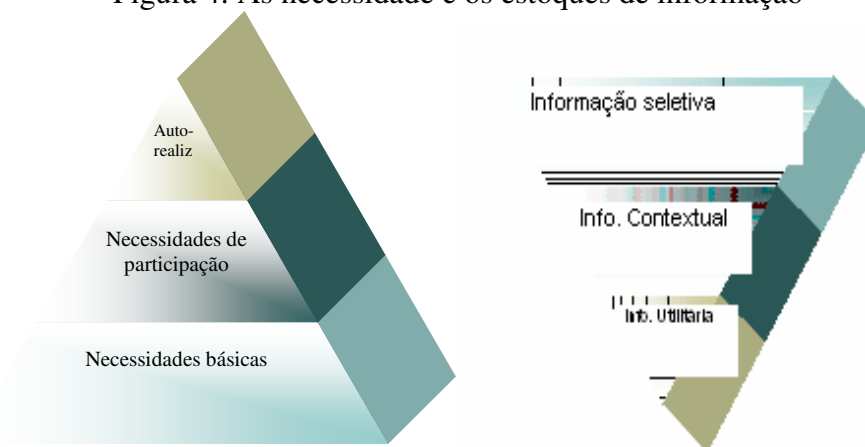 Figura 4: As necessidade e os estoques de informação
Auto-
realiz
Necessidades de
participação
Necessidades básicas
Informação seletiva
Info. Contextual
Info. Utilitária